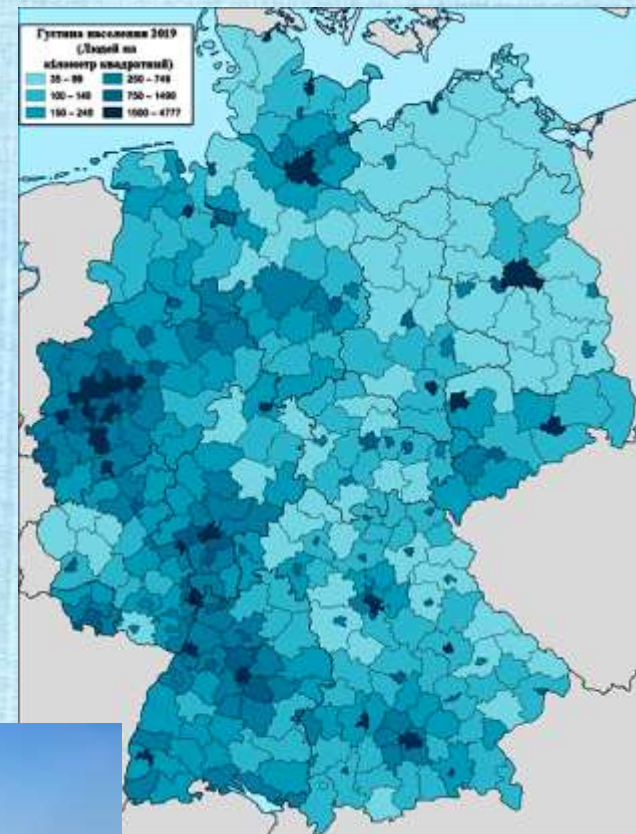 Густина населення 2019
(Людей на
кілометр квадратний)
35 – 99
100 – 149
150 – 249
250 – 749
750 – 1499
1500 – 4777